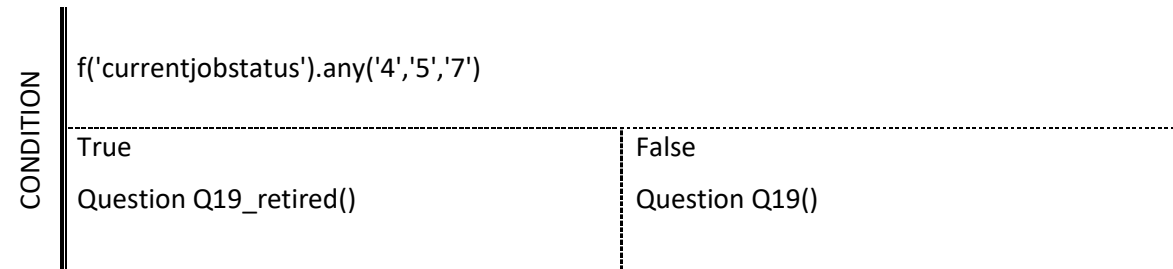 CONDITION
f('currentjobstatus').any('4','5','7')
True
Question Q19_retired()
False
Question Q19()